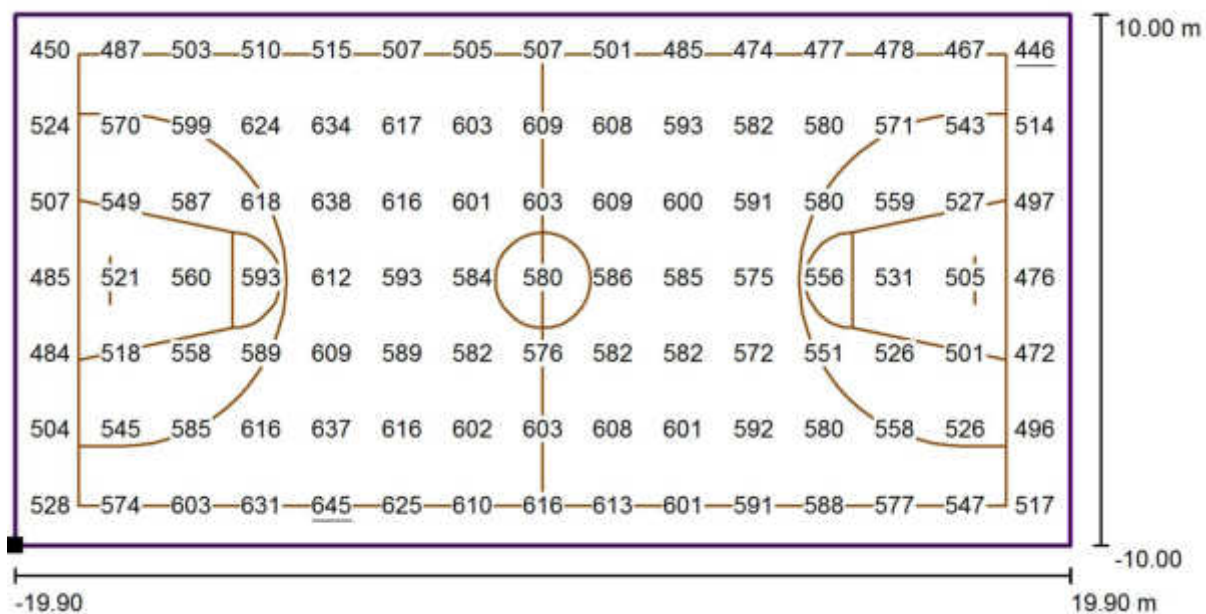 10.00 m
450 487 503 510 515 507 505 507 501 485 474 477 478 467 446
524 570 599 624 634 617 603 609 608 593 582 580 571 543 514
507 549 587 618 638 616 601 603 609 600 591 580 559 527 497
485 521 560 593 612 593 584 580 586 585 575 556 531 505 476
484 518 558 589 609 589 582 576 582 582 572 551 526 501 472
504 545 585 616 637 616 602 603 608 601 592 580 558 526 496
528 574 603 631 645 625 610 616 613 601 591 588 577 547 517
-10.00
-19.90 19.90 m